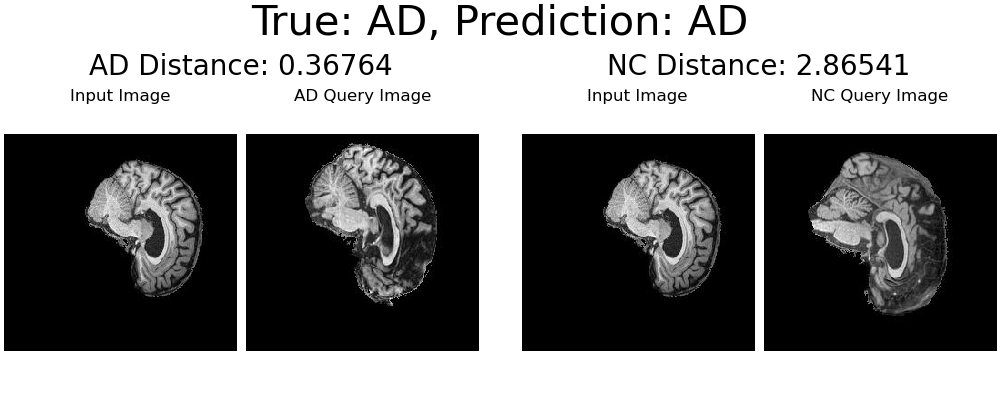 True: AD, Prediction: AD
AD Distance: 0.36764
NC Distance: 2.86541
Input Image
AD Query Image
Input Image
NC Query Image